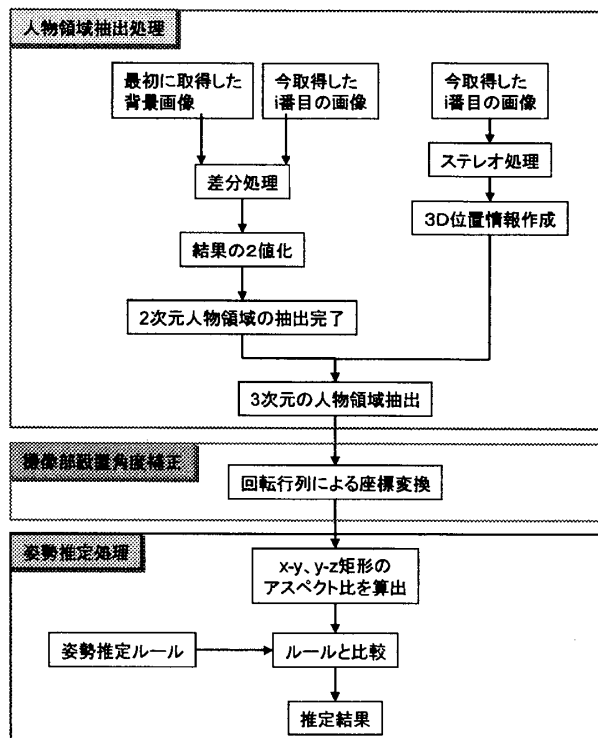 人物領域抽出処理
最初に取得した
背景画像
今取得した
i番目の画像
今取得した
i番目の画像
差分処理
ステレオ処理
結果の2値化
3D位置情報作成
2次元人物領域の抽出完了
3次元の人物領域抽出
撮像部設置角度補正
回転行列による座標変換
姿勢推定処理
x-y、y-z矩形の
アスペクト比を算出
姿勢推定ルール
ルールと比較
推定結果